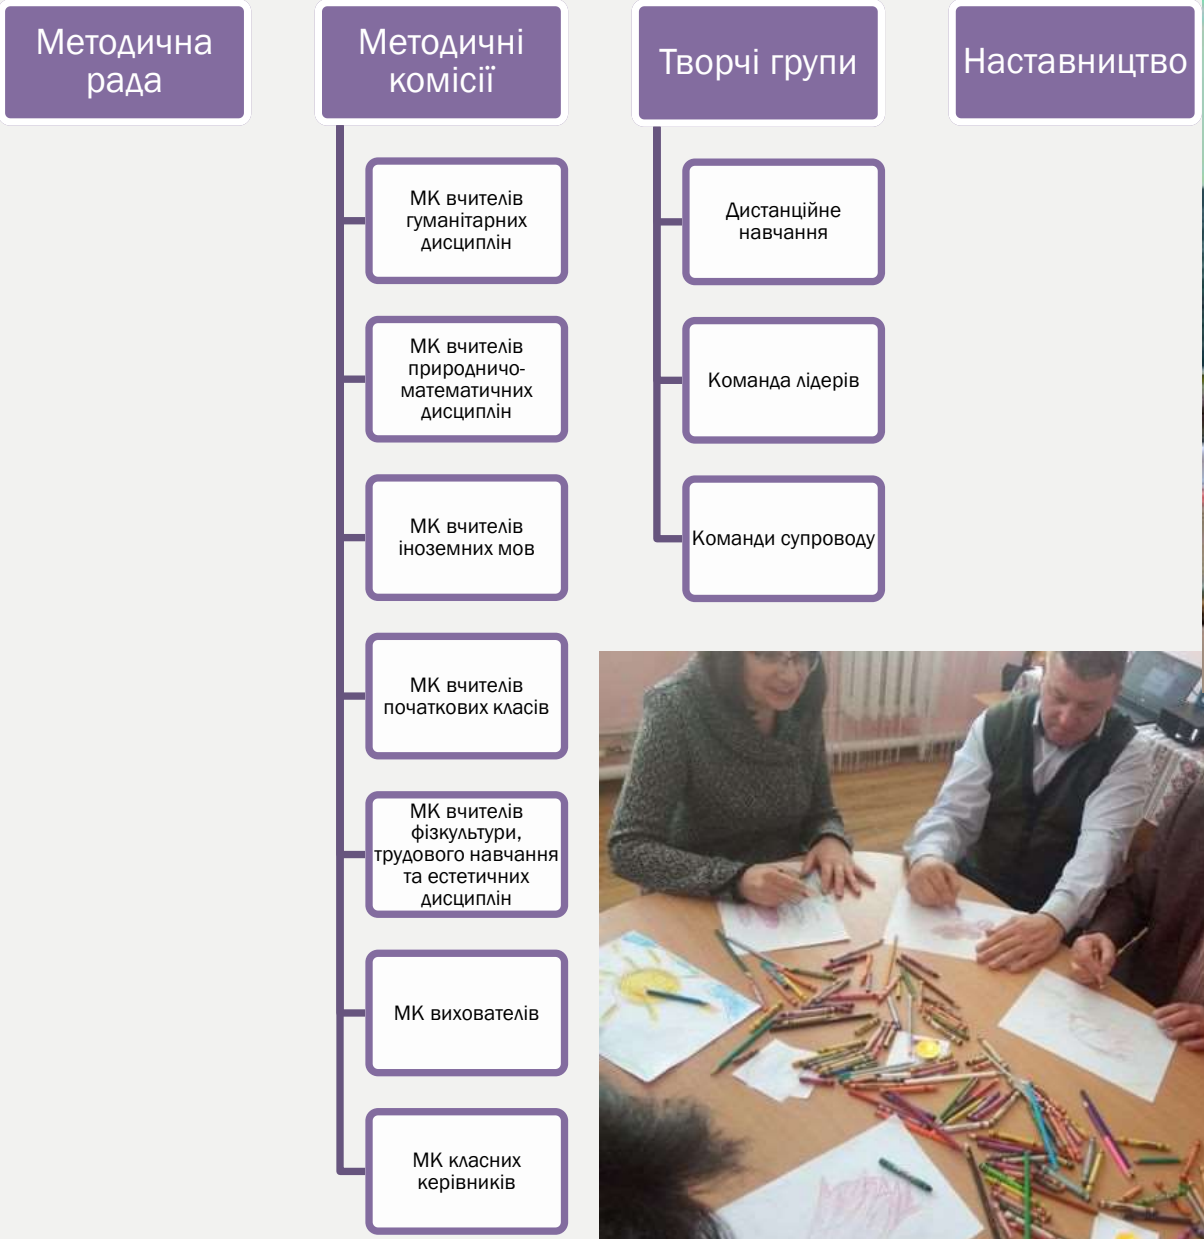 Методична
рада
Методичні
комісії
Творчі групи
Наставництво
МК вчителів
гуманітарних
дисциплін
МК вчителів
природничо-
математичних
дисциплін
МК вчителів
іноземних мов
МК вчителів
початкових класів
МК вчителів
фізкультури,
трудового навчання
та естетичних
дисциплін
МК вихователів
МК класних
керівників
Дистанційне
навчання
Команда лідерів
Команди супроводу